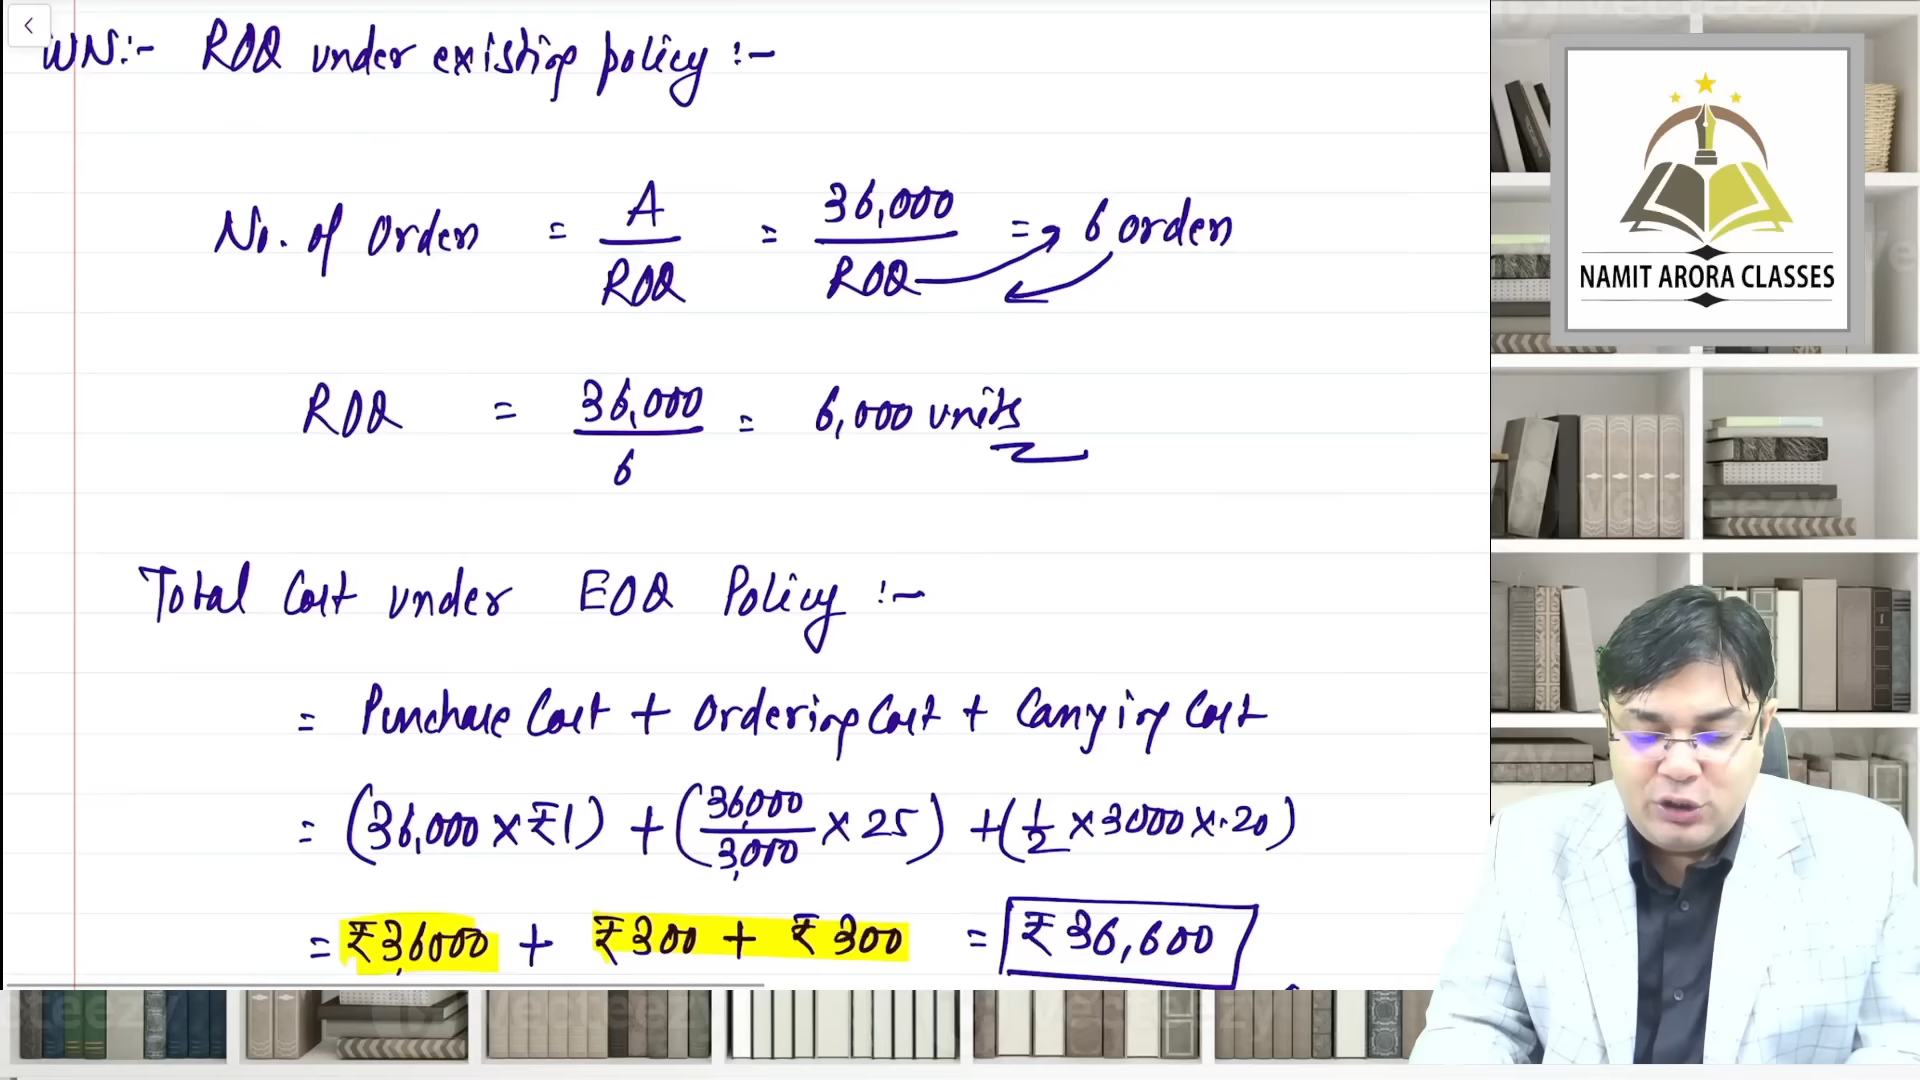 WN:- ROQ under existing policy :-
No. of Orders = A / ROQ = 36,000 / ROQ = 6 orders
ROQ = 36,000 / 6 = 6,000 units
Total Cost under EOQ Policy :-
= Purchase Cost + Ordering Cost + Carrying Cost
= (36,000 × ₹1) + (36,000 / 3,000 × 25) + (1/2 × 3000 × .20)
= ₹36000 + ₹300 + ₹300 = ₹36,600
NAMIT ARORA CLASSES